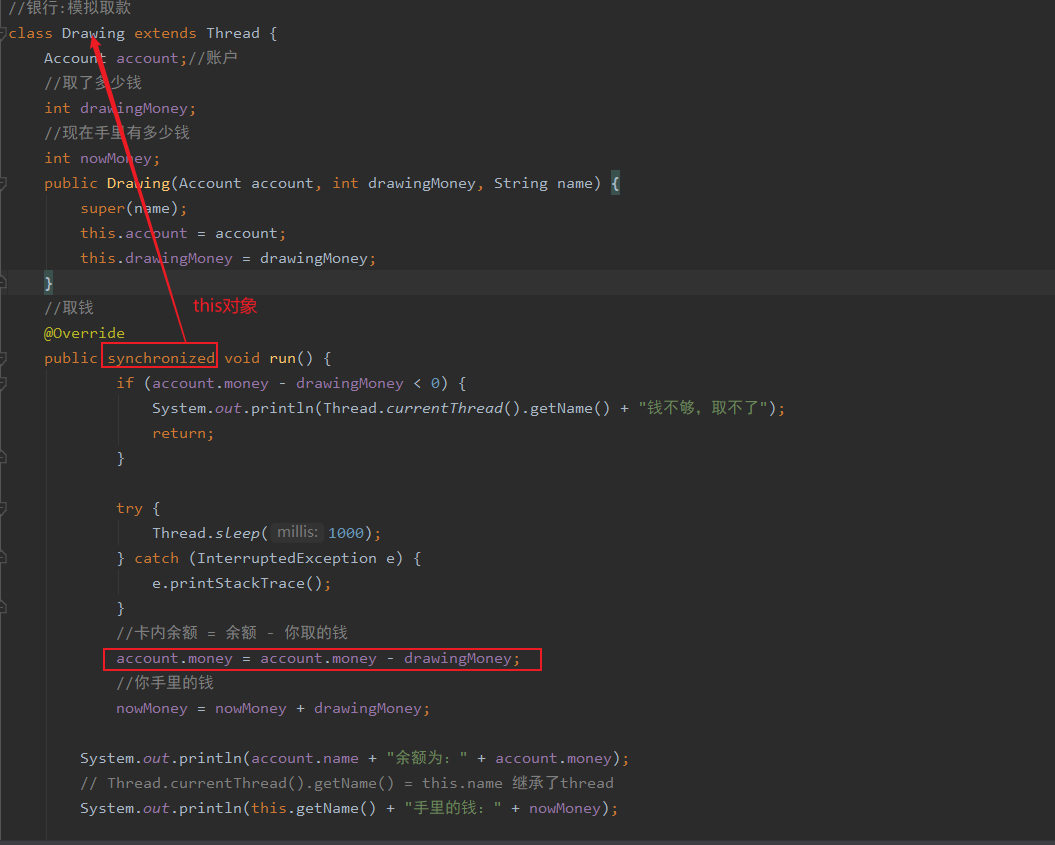 //银行:模拟取款
class Drawing extends Thread {
    Account account;//账户
    //取了多少钱
    int drawingMoney;
    //现在手里有多少钱
    int nowMoney;
    public Drawing(Account account, int drawingMoney, String name) {
        super(name);
        this.account = account;
        this.drawingMoney = drawingMoney;
    }
this对象
    //取钱
    @Override
    public synchronized void run() {
            if (account.money - drawingMoney < 0) {
                System.out.println(Thread.currentThread().getName() + "钱不够，取不了");
                return;
            }
            try {
                Thread.sleep( millis: 1000);
            } catch (InterruptedException e) {
                e.printStackTrace();
            }
            //卡内余额 = 余额 - 你取的钱
            account.money = account.money - drawingMoney;
            //你手里的钱
            nowMoney = nowMoney + drawingMoney;
        System.out.println(account.name + "余额为：" + account.money);
        // Thread.currentThread().getName() = this.name 继承了thread
        System.out.println(this.getName() + "手里的钱：" + nowMoney);